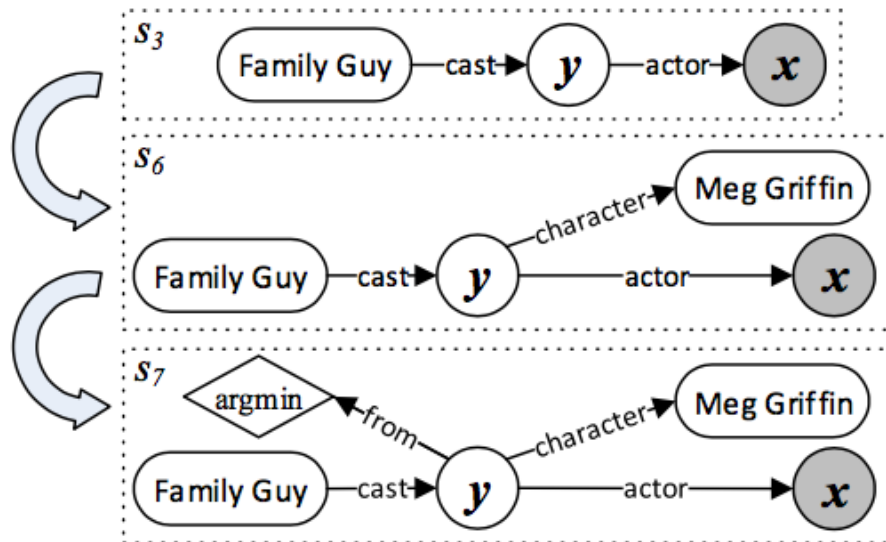 s3
Family Guy cast y actor x
s6
Meg Griffin
character
Family Guy cast y actor x
s7
argmin Meg Griffin
from character
Family Guy cast y actor x